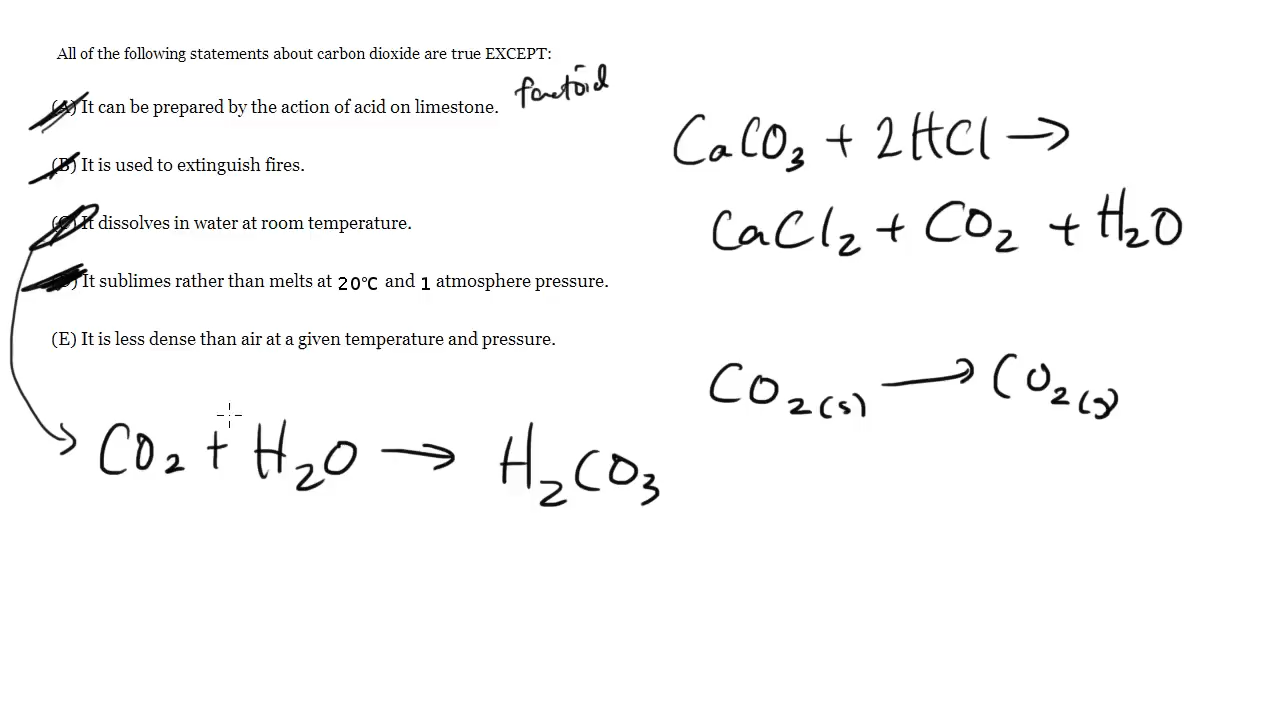 All of the following statements about carbon dioxide are true EXCEPT:
(A) It can be prepared by the action of acid on limestone.
factoid
(B) It is used to extinguish fires.
(C) It dissolves in water at room temperature.
(D) It sublimes rather than melts at 20°C and 1 atmosphere pressure.
(E) It is less dense than air at a given temperature and pressure.
CaCO₃ + 2HCl →
CaCl₂ + CO₂ + H₂O
CO₂(s) → CO₂(g)
CO₂ + H₂O → H₂CO₃